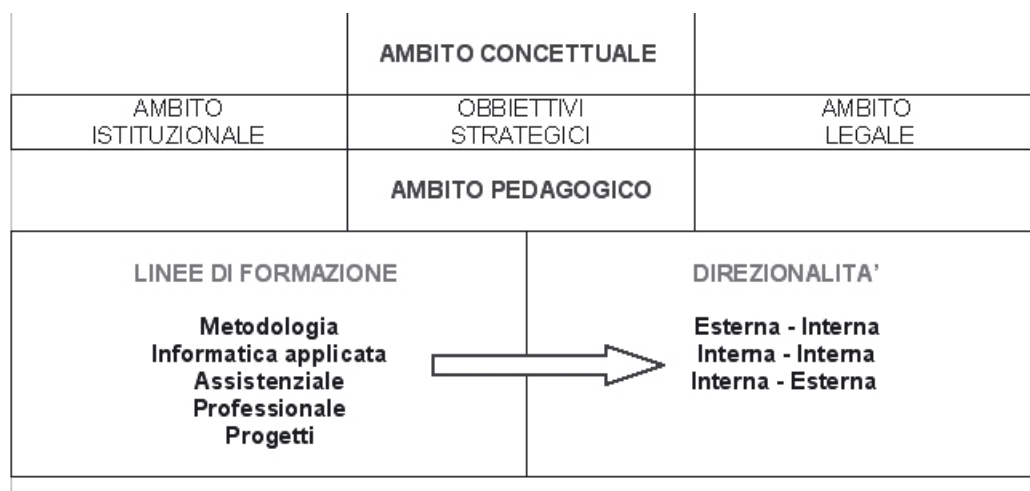 AMBITO CONCETTUALE
AMBITO ISTITUZIONALE
OBBIETTIVI STRATEGICI
AMBITO LEGALE
AMBITO PEDAGOGICO
LINEE DI FORMAZIONE
Metodologia
Informatica applicata
Assistenziale
Professionale
Progetti
DIREZIONALITA'
Esterna - Interna
Interna - Interna
Interna - Esterna